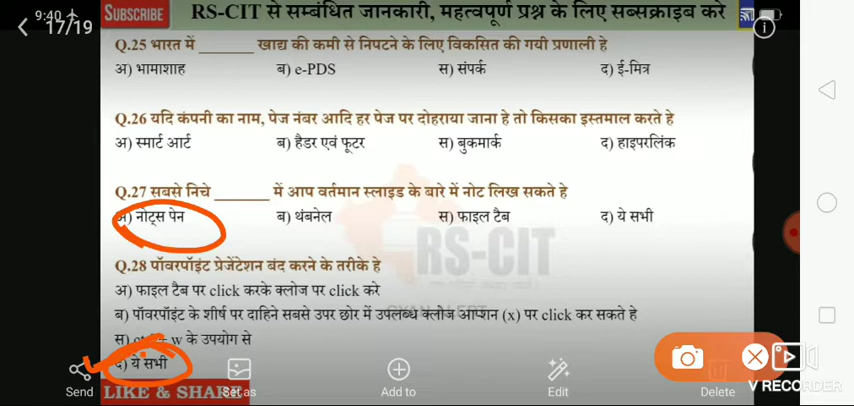 9:40
SUBSCRIBE RS-CIT से सम्बंधित जानकारी, महत्वपूर्ण प्रश्न के लिए सब्सक्राइब करे
17/19
Q.25 भारत में _______ खाद्य की कमी से निपटने के लिए विकसित की गयी प्रणाली हे
अ) भामाशाह ब) e-PDS स) संपर्क द) ई-मित्र
Q.26 यदि कंपनी का नाम, पेज नंबर आदि हर पेज पर दोहराया जाना हे तो किसका इस्तमाल करते हे
अ) स्मार्ट आर्ट ब) हैडर एवं फूटर स) बुकमार्क द) हाइपरलिंक
Q.27 सबसे निचे _______ में आप वर्तमान स्लाइड के बारे में नोट लिख सकते हे
अ) नोट्स पेन ब) थंबनेल स) फाइल टैब द) ये सभी
RS-CIT
Q.28 पॉवरपॉइंट प्रेजेंटेशन बंद करने के तरीके हे
अ) फाइल टैब पर click करके क्लोज पर click करे
ब) पॉवरपॉइंट के शीर्ष पर दाहिने सबसे उपर छोर में उपलब्ध क्लोज आप्शन (x) पर click कर सकते हे
स) w के उपयोग से
द) ये सभी
Send Set as Add to Edit Delete
V RECORDER
LIKE & SHARE